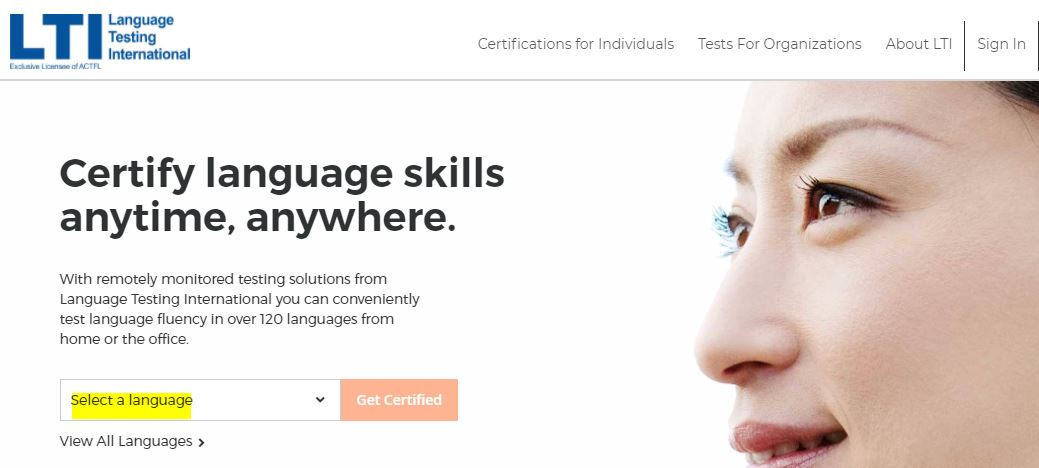 LTI
Language
Testing
International
Exclusive Licensee of ACTFL
Certifications for Individuals
Tests For Organizations
About LTI
Sign In
Certify language skills
anytime, anywhere.
With remotely monitored testing solutions from
Language Testing International you can conveniently
test language fluency in over 120 languages from
home or the office.
Select a language
Get Certified
View All Languages